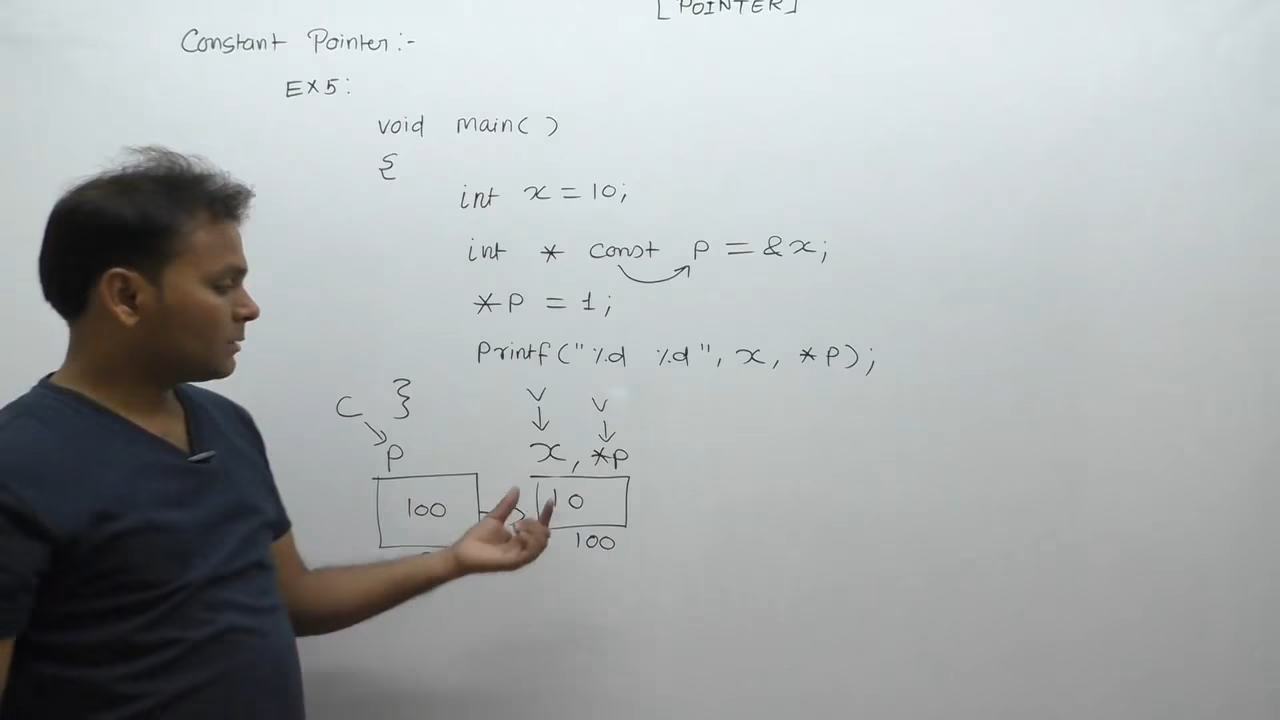 [POINTER]
Constant Pointer:-
EX5:
void main( )
{
int x = 10;
int * const p = &x;
*p = 1;
Printf("%d %d", x, *p);
}
C
v v
p x, *p
100 10
100